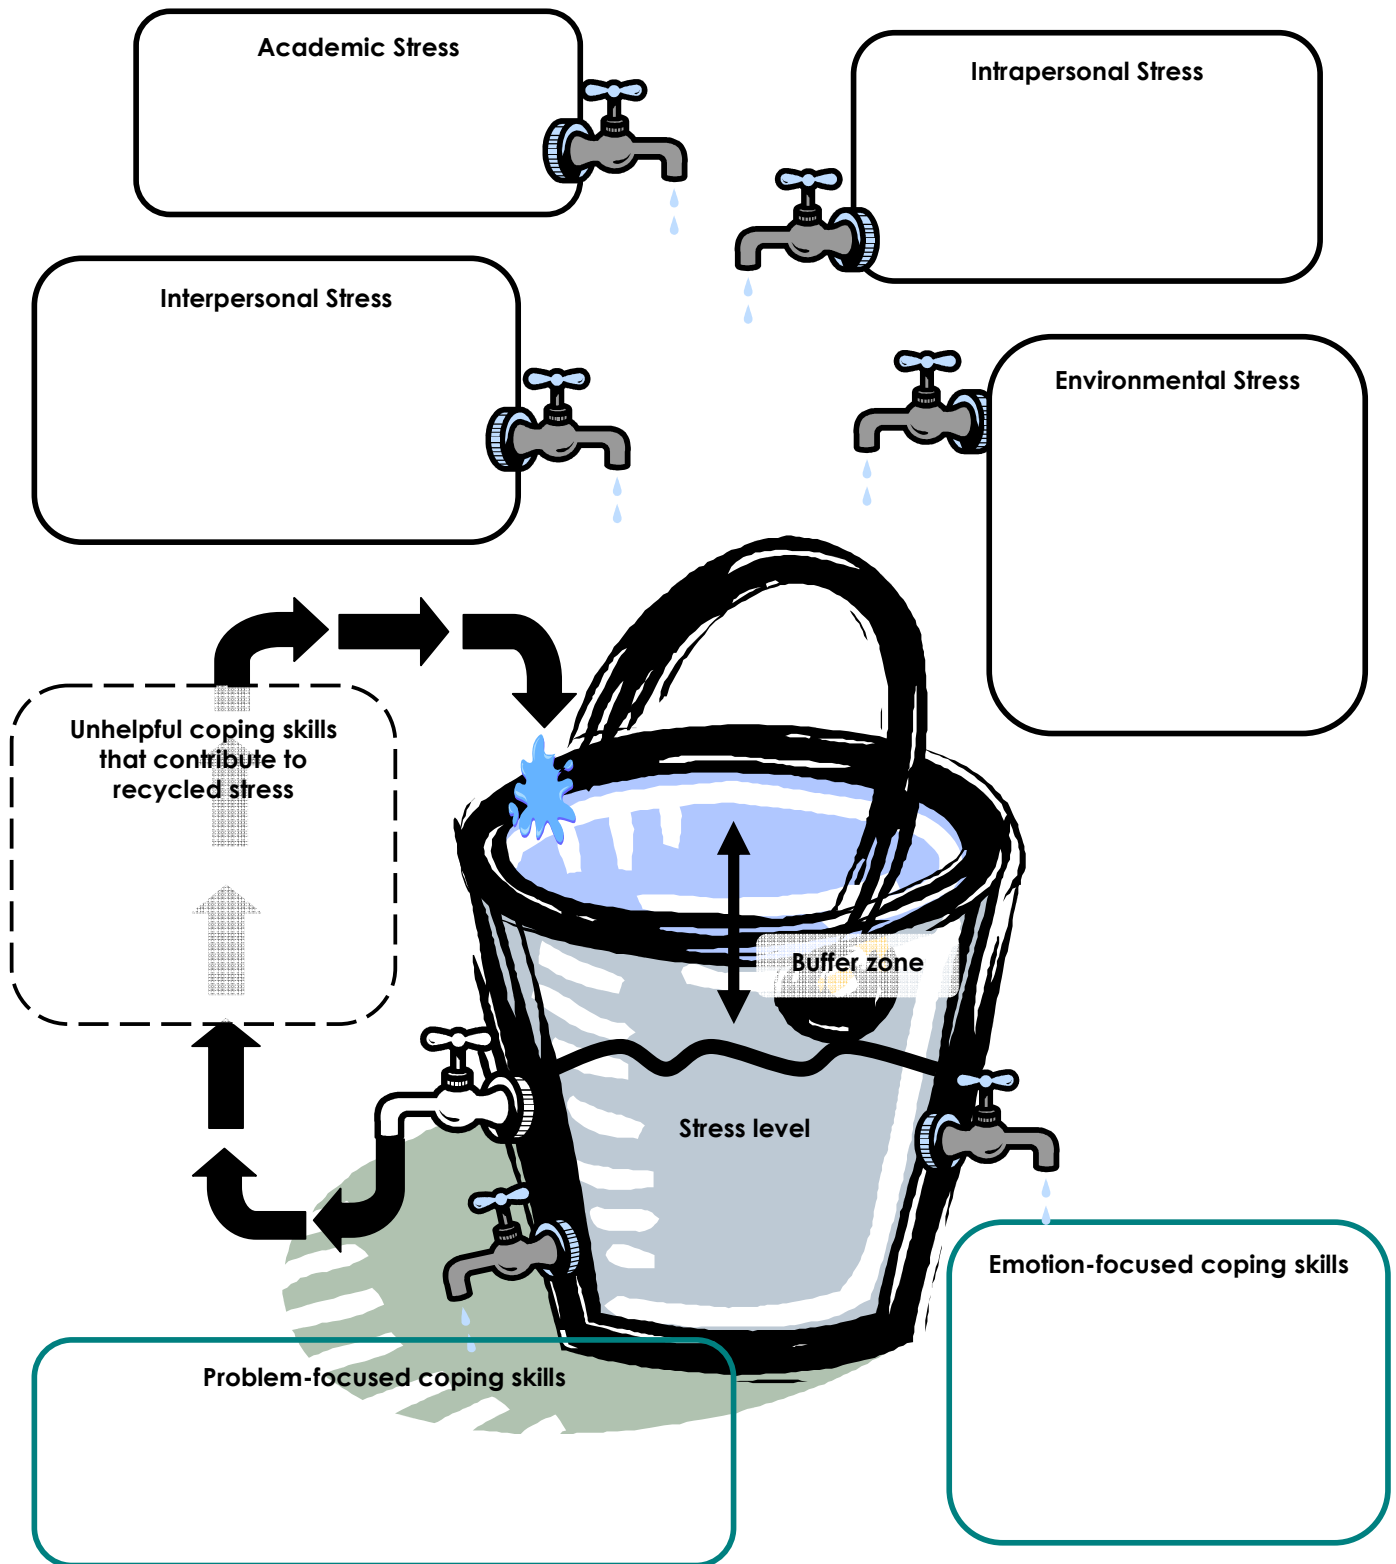 Academic Stress
Intrapersonal Stress
Interpersonal Stress
Environmental Stress
Unhelpful coping skills
that contribute to
recycled stress
Buffer zone
Stress level
Emotion-focused coping skills
Problem-focused coping skills